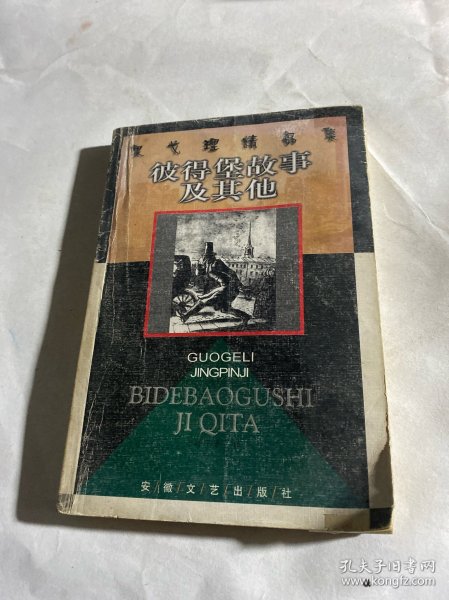 果戈理精品集
彼得堡故事
及其他
GUOGELI
JINGPINJI
BIDEBAOGUSHI
JI QITA
安/徽/文/艺/出/版/社
孔夫子旧书网
www.kongfz.com